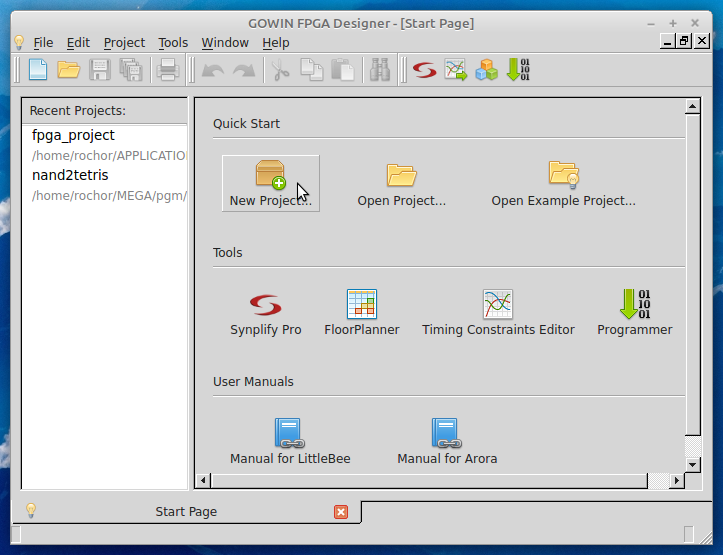 GOWIN FPGA Designer - [Start Page]
File Edit Project Tools Window Help
Recent Projects:
fpga_project
/home/rochor/APPLICATIO
nand2tetris
/home/rochor/MEGA/pgm/
Quick Start
New Project... Open Project... Open Example Project...
Tools
Synplify Pro FloorPlanner Timing Constraints Editor Programmer
User Manuals
Manual for LittleBee Manual for Arora
Start Page